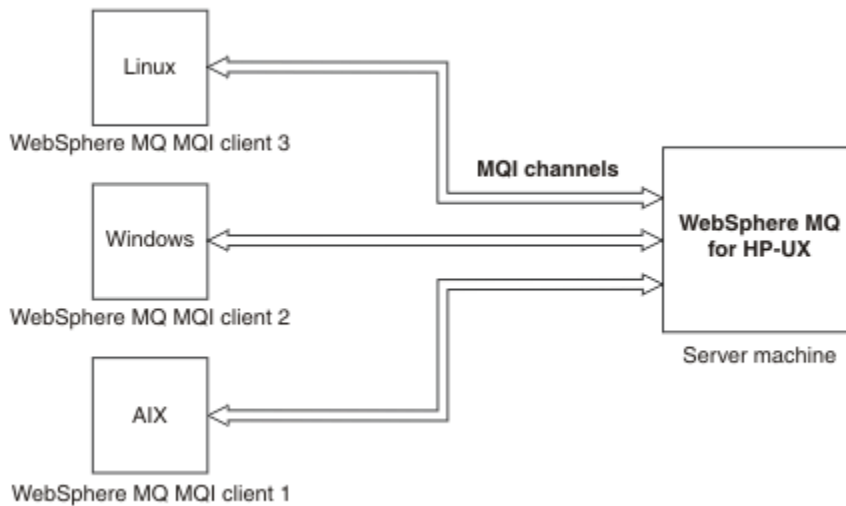 Linux
WebSphere MQ MQI client 3
MQI channels
WebSphere MQ
for HP-UX
Windows
WebSphere MQ MQI client 2
Server machine
AIX
WebSphere MQ MQI client 1